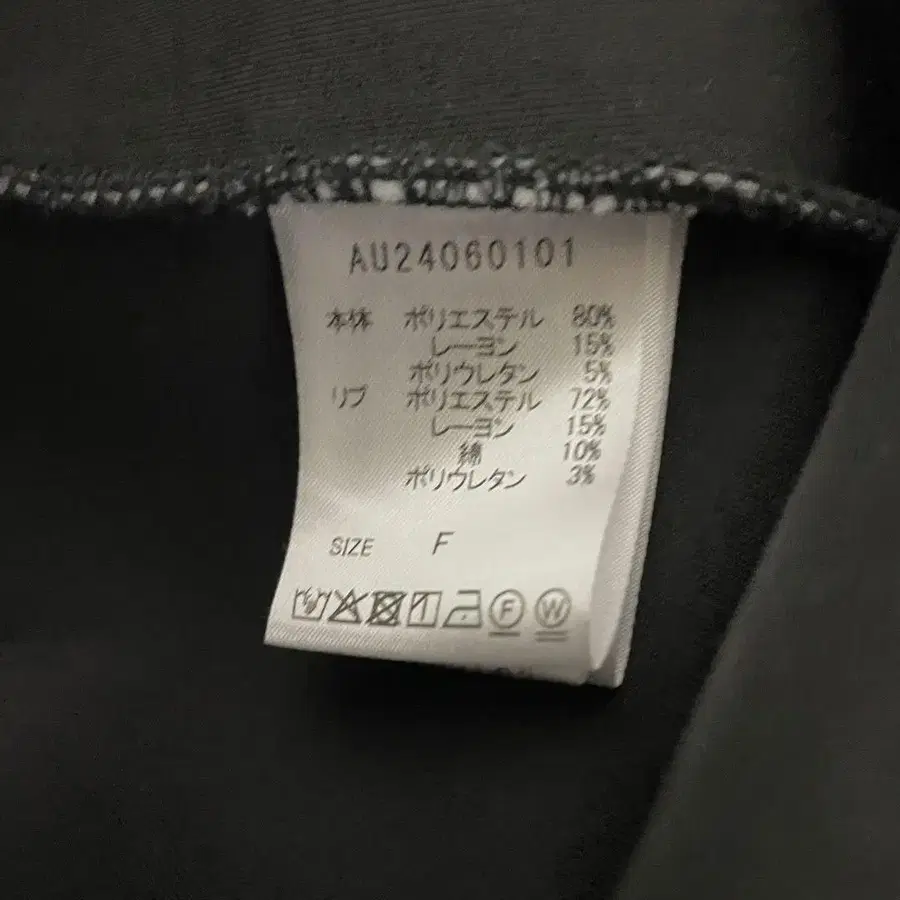 AU24060101
本体 ポリエステル 80%
レーヨン 15%
ポリウレタン 5%
リブ ポリエステル 72%
レーヨン 15%
綿 10%
ポリウレタン 3%
SIZE F
F W